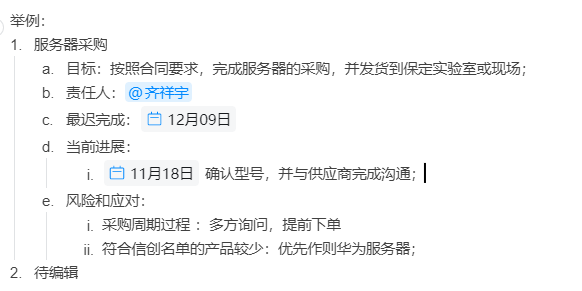 举例：
1. 服务器采购
a. 目标：按照合同要求，完成服务器的采购，并发货到保定实验室或现场；
b. 责任人：@齐祥宇
c. 最迟完成：12月09日
d. 当前进展：
i. 11月18日 确认型号，并与供应商完成沟通；
e. 风险和应对：
i. 采购周期过程 ：多方询问，提前下单
ii. 符合信创名单的产品较少：优先作则华为服务器；
2. 待编辑